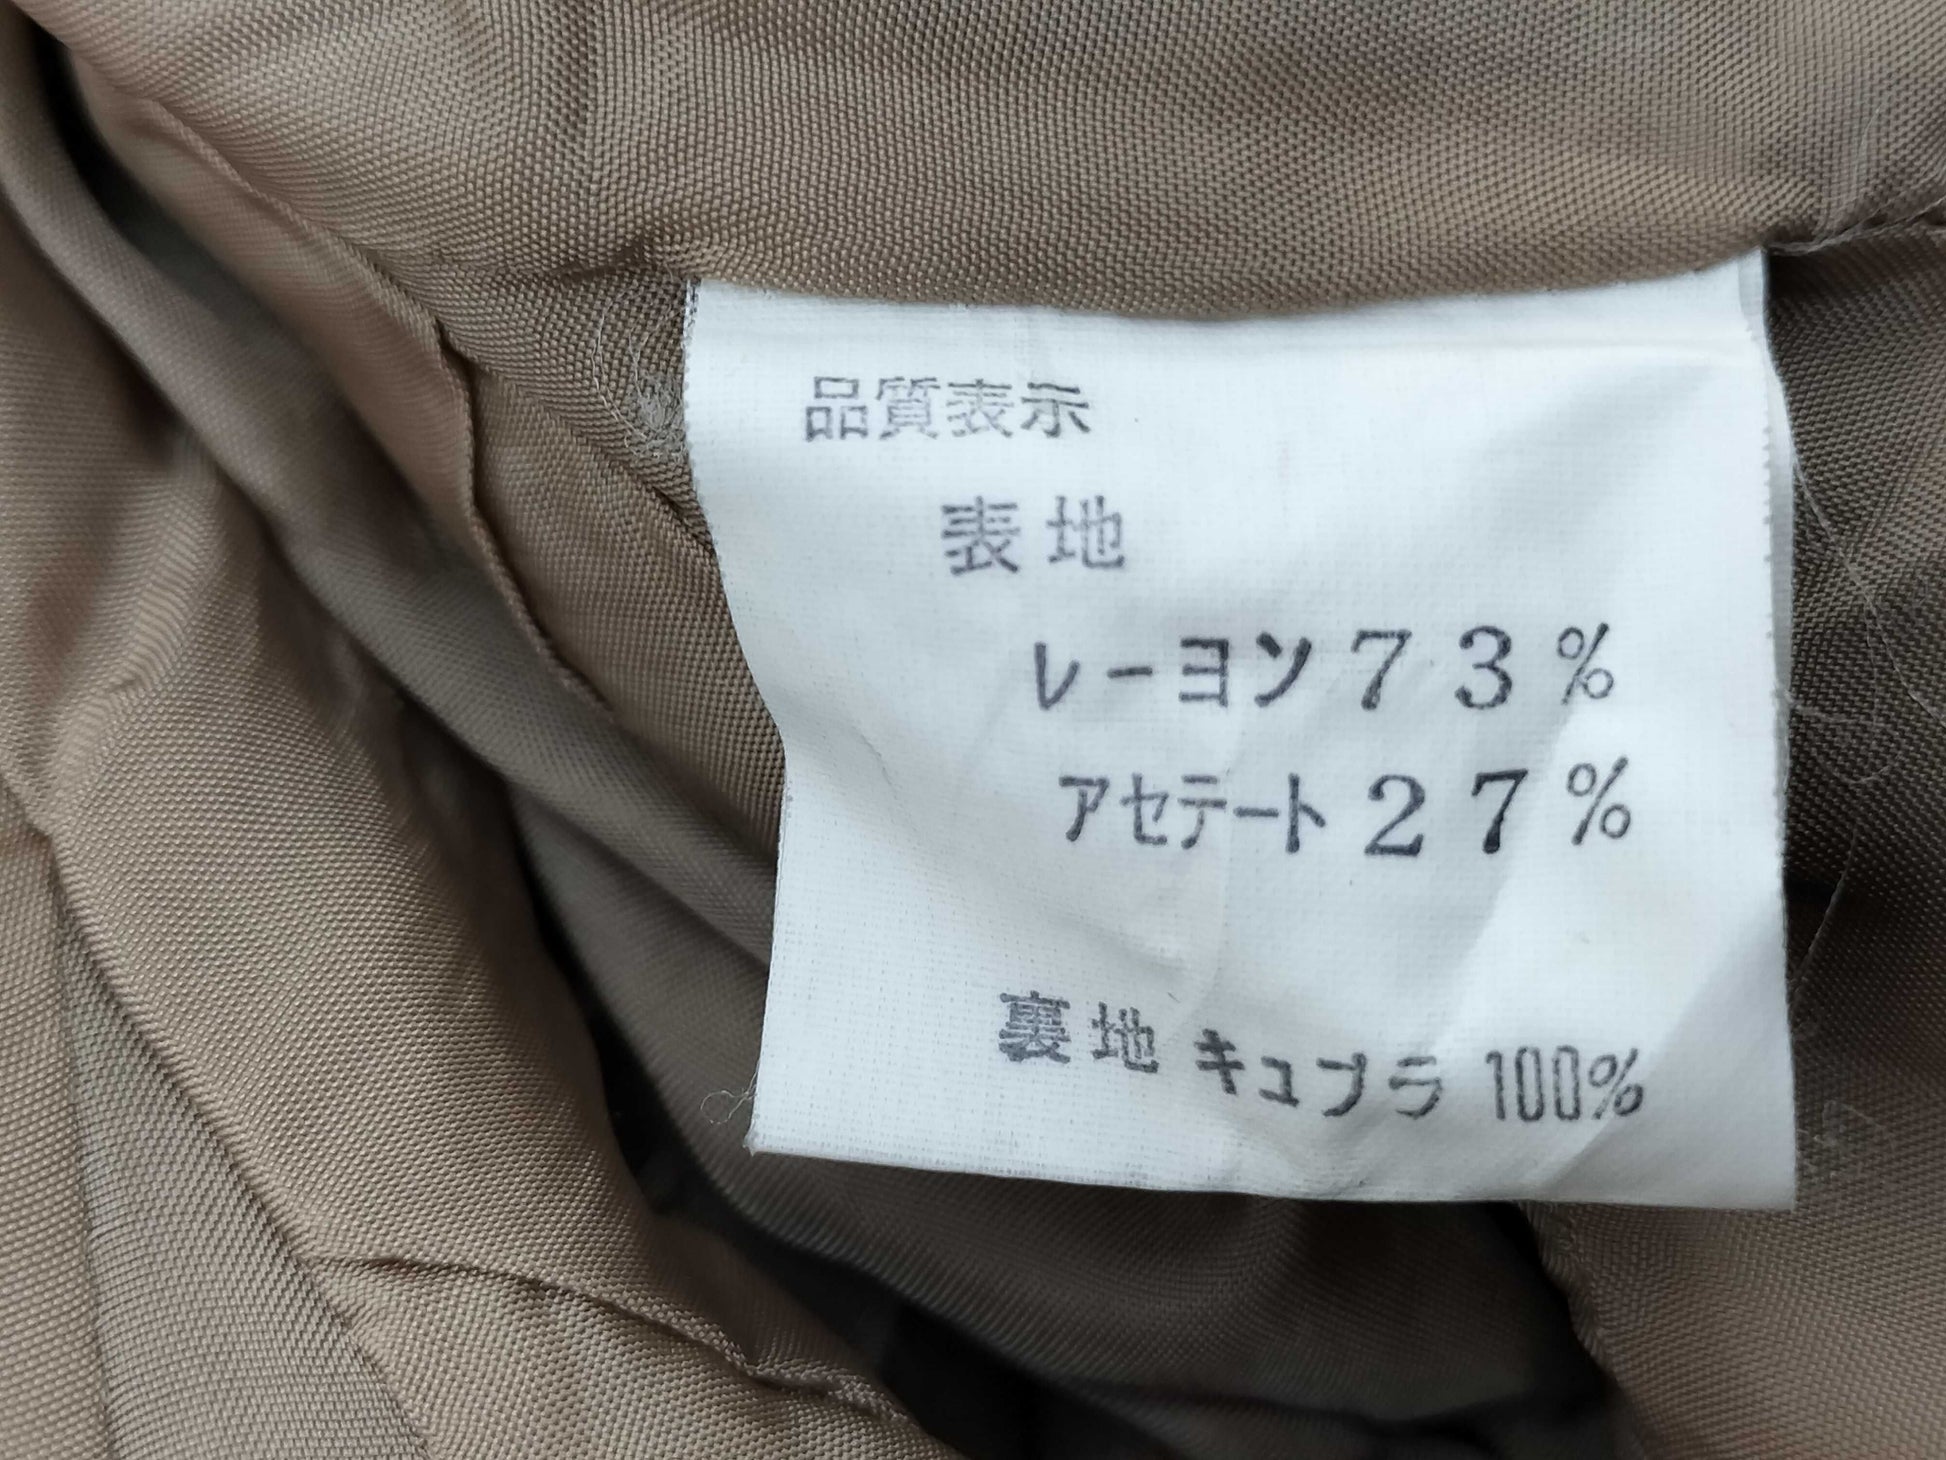 品質表示
表地
レーヨン73%
アセテート27%
裏地 キュプラ 100%